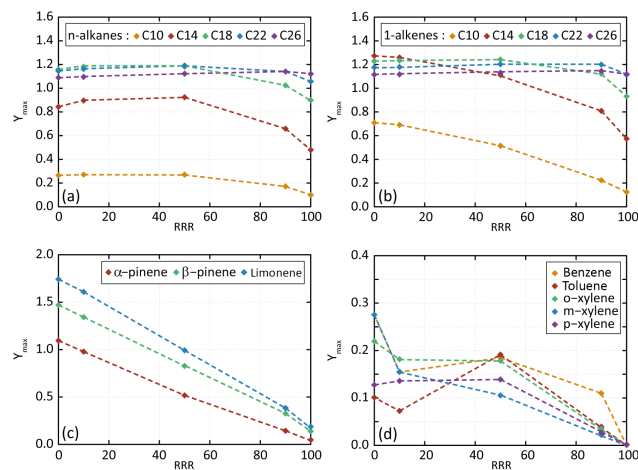 n-alkanes : C10 C14 C18 C22 C26
1.6
1.4
1.2
1.0
0.8
0.6
0.4
0.2
0.0
Ymax
(a)
0 20 40 60 80 100
RRR
1-alkenes : C10 C14 C18 C22 C26
1.6
1.4
1.2
1.0
0.8
0.6
0.4
0.2
0.0
Ymax
(b)
0 20 40 60 80 100
RRR
α-pinene β-pinene Limonene
2.0
1.5
1.0
0.5
0.0
Ymax
(c)
0 20 40 60 80 100
RRR
Benzene
Toluene
o-xylene
m-xylene
p-xylene
0.4
0.3
0.2
0.1
0.0
Ymax
(d)
0 20 40 60 80 100
RRR